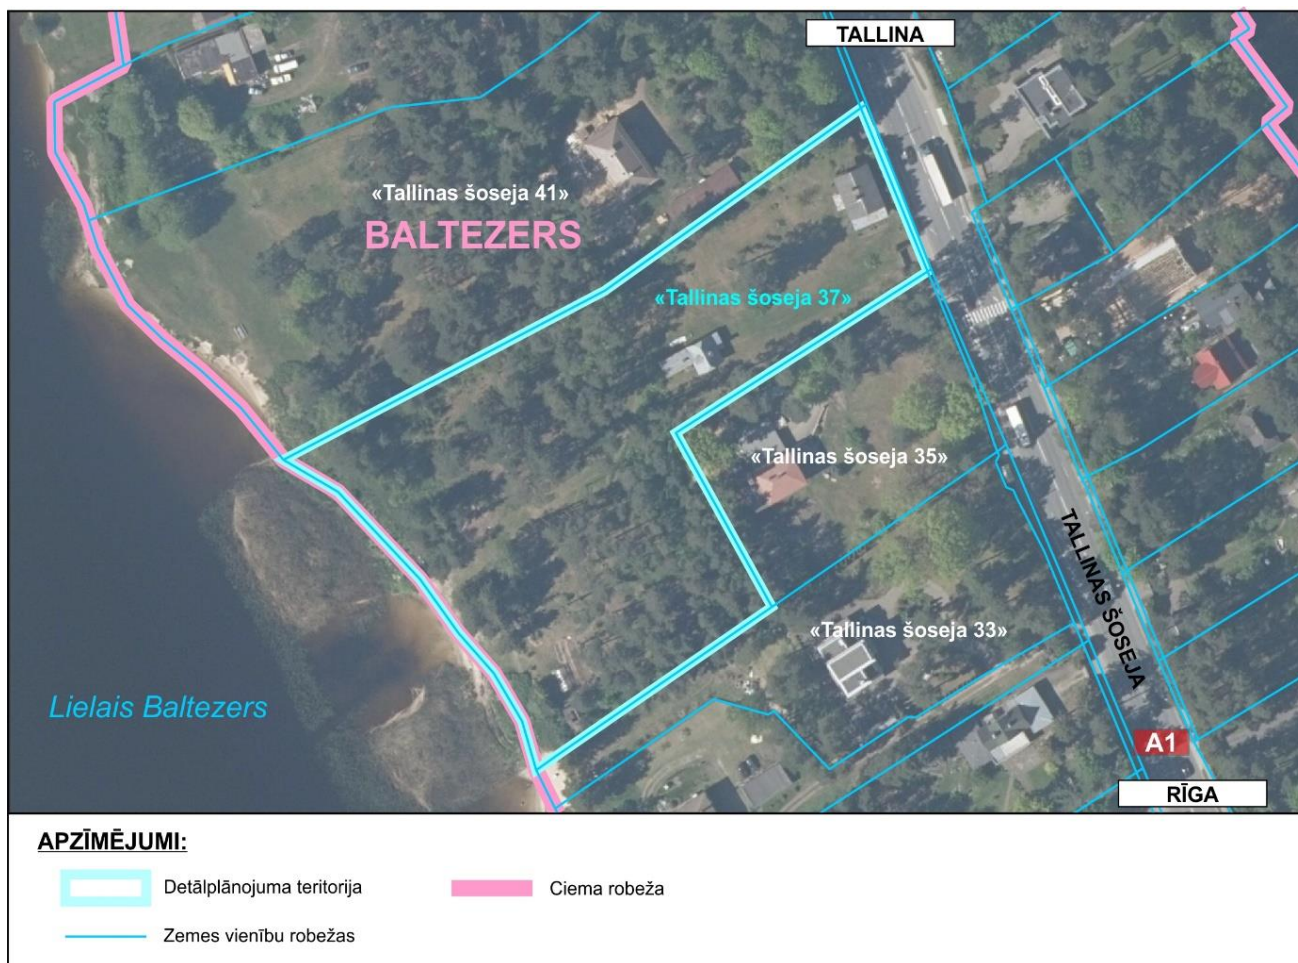 TALLINA
«Tallinas šoseja 41»
BALTEZERS
«Tallinas šoseja 37»
«Tallinas šoseja 35»
TALLINAS ŠOSEJA
«Tallinas šoseja 33»
Lielais Baltezers
A1
RĪGA
APZĪMĒJUMI:
Detālplānojuma teritorija
Ciema robeža
Zemes vienību robežas